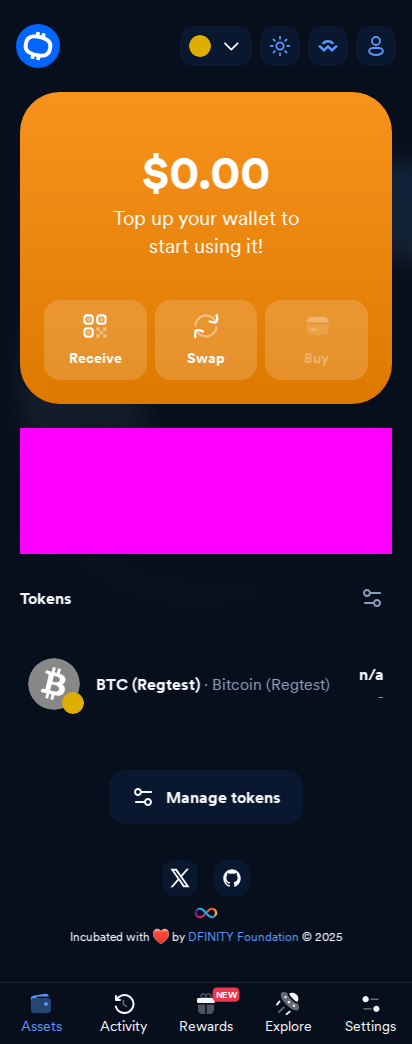 $0.00
Top up your wallet to
start using it!
Receive
Swap
Buy
Tokens
BTC (Regtest) · Bitcoin (Regtest)
n/a
-
Manage tokens
Incubated with ❤️ by DFINITY Foundation © 2025
NEW
Assets
Activity
Rewards
Explore
Settings